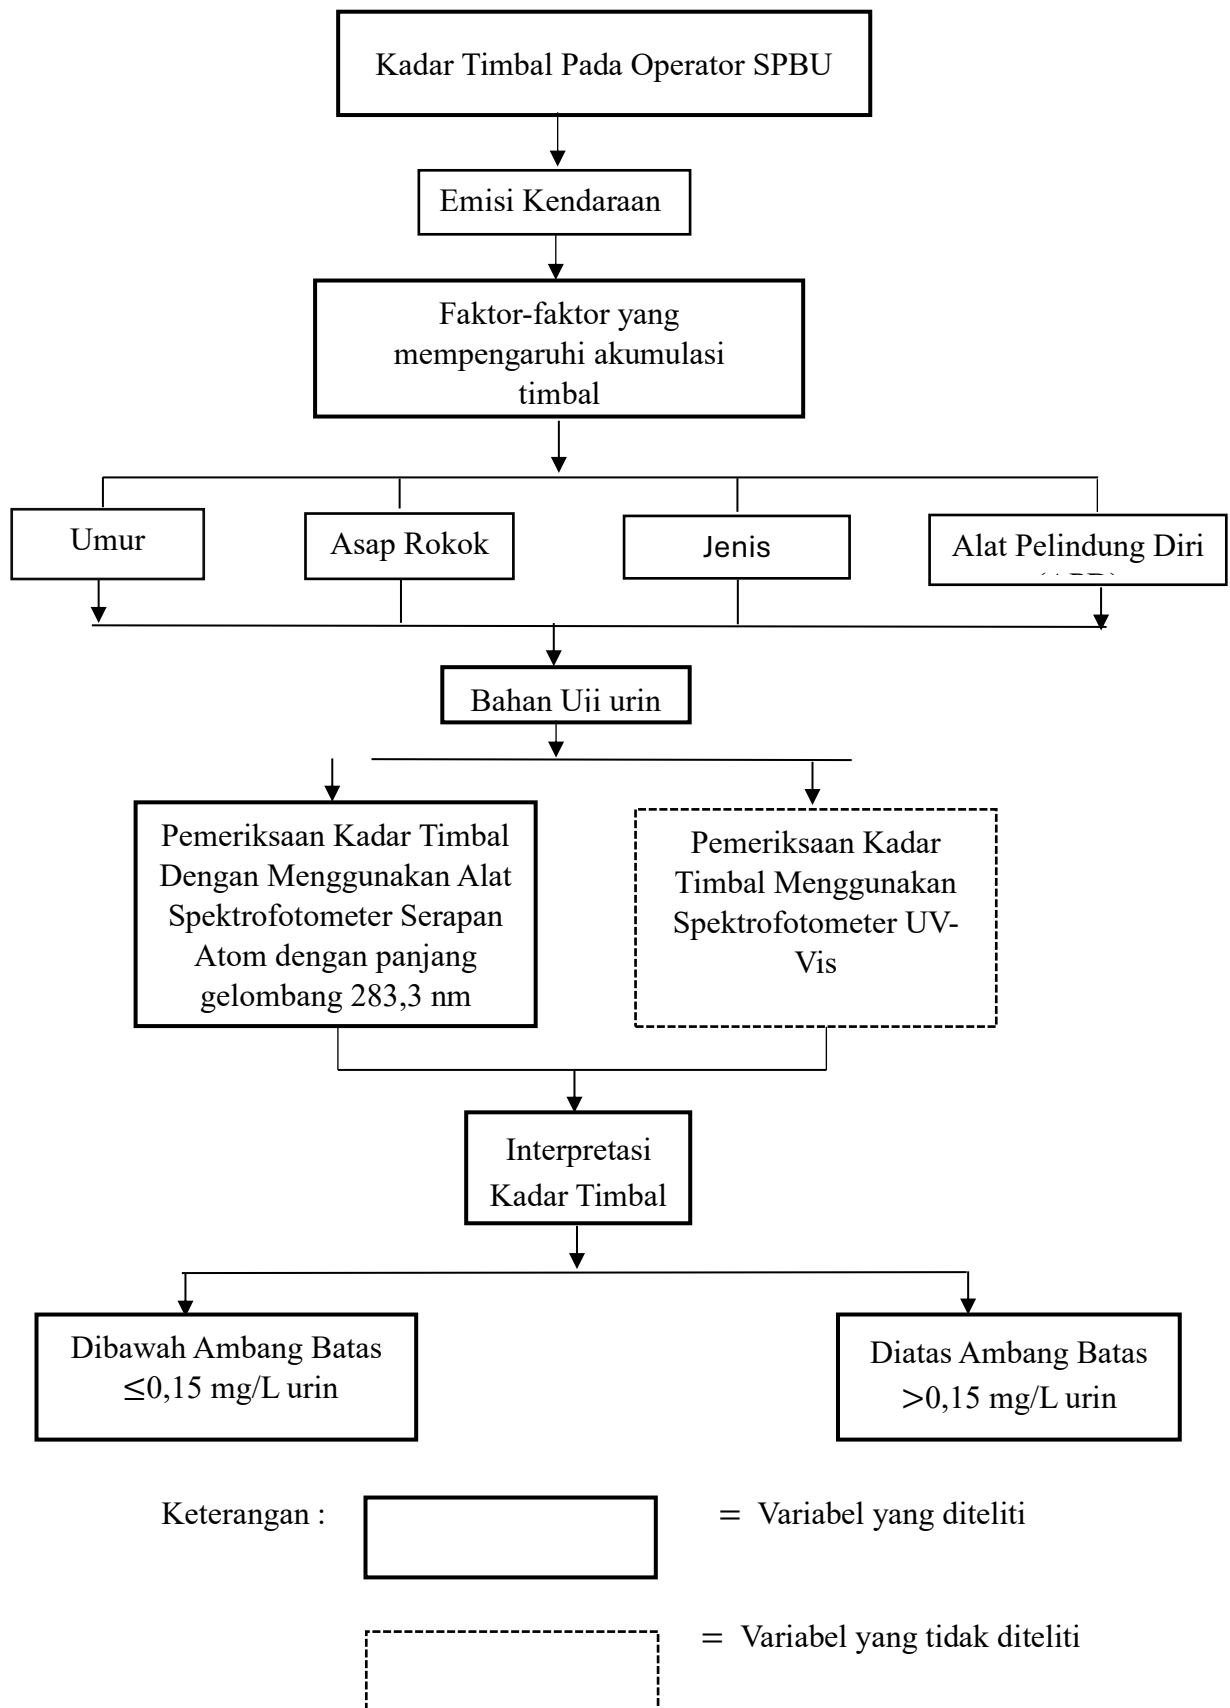 Kadar Timbal Pada Operator SPBU
Emisi Kendaraan
Faktor-faktor yang
mempengaruhi akumulasi
timbal
Umur
Asap Rokok
Jenis
Alat Pelindung Diri
Bahan Uji urin
Pemeriksaan Kadar Timbal
Dengan Menggunakan Alat
Spektrofotometer Serapan
Atom dengan panjang
gelombang 283,3 nm
Pemeriksaan Kadar
Timbal Menggunakan
Spektrofotometer UV-
Vis
Interpretasi
Kadar Timbal
Dibawah Ambang Batas
≤0,15 mg/L urin
Diatas Ambang Batas
>0,15 mg/L urin
Keterangan :
= Variabel yang diteliti
= Variabel yang tidak diteliti